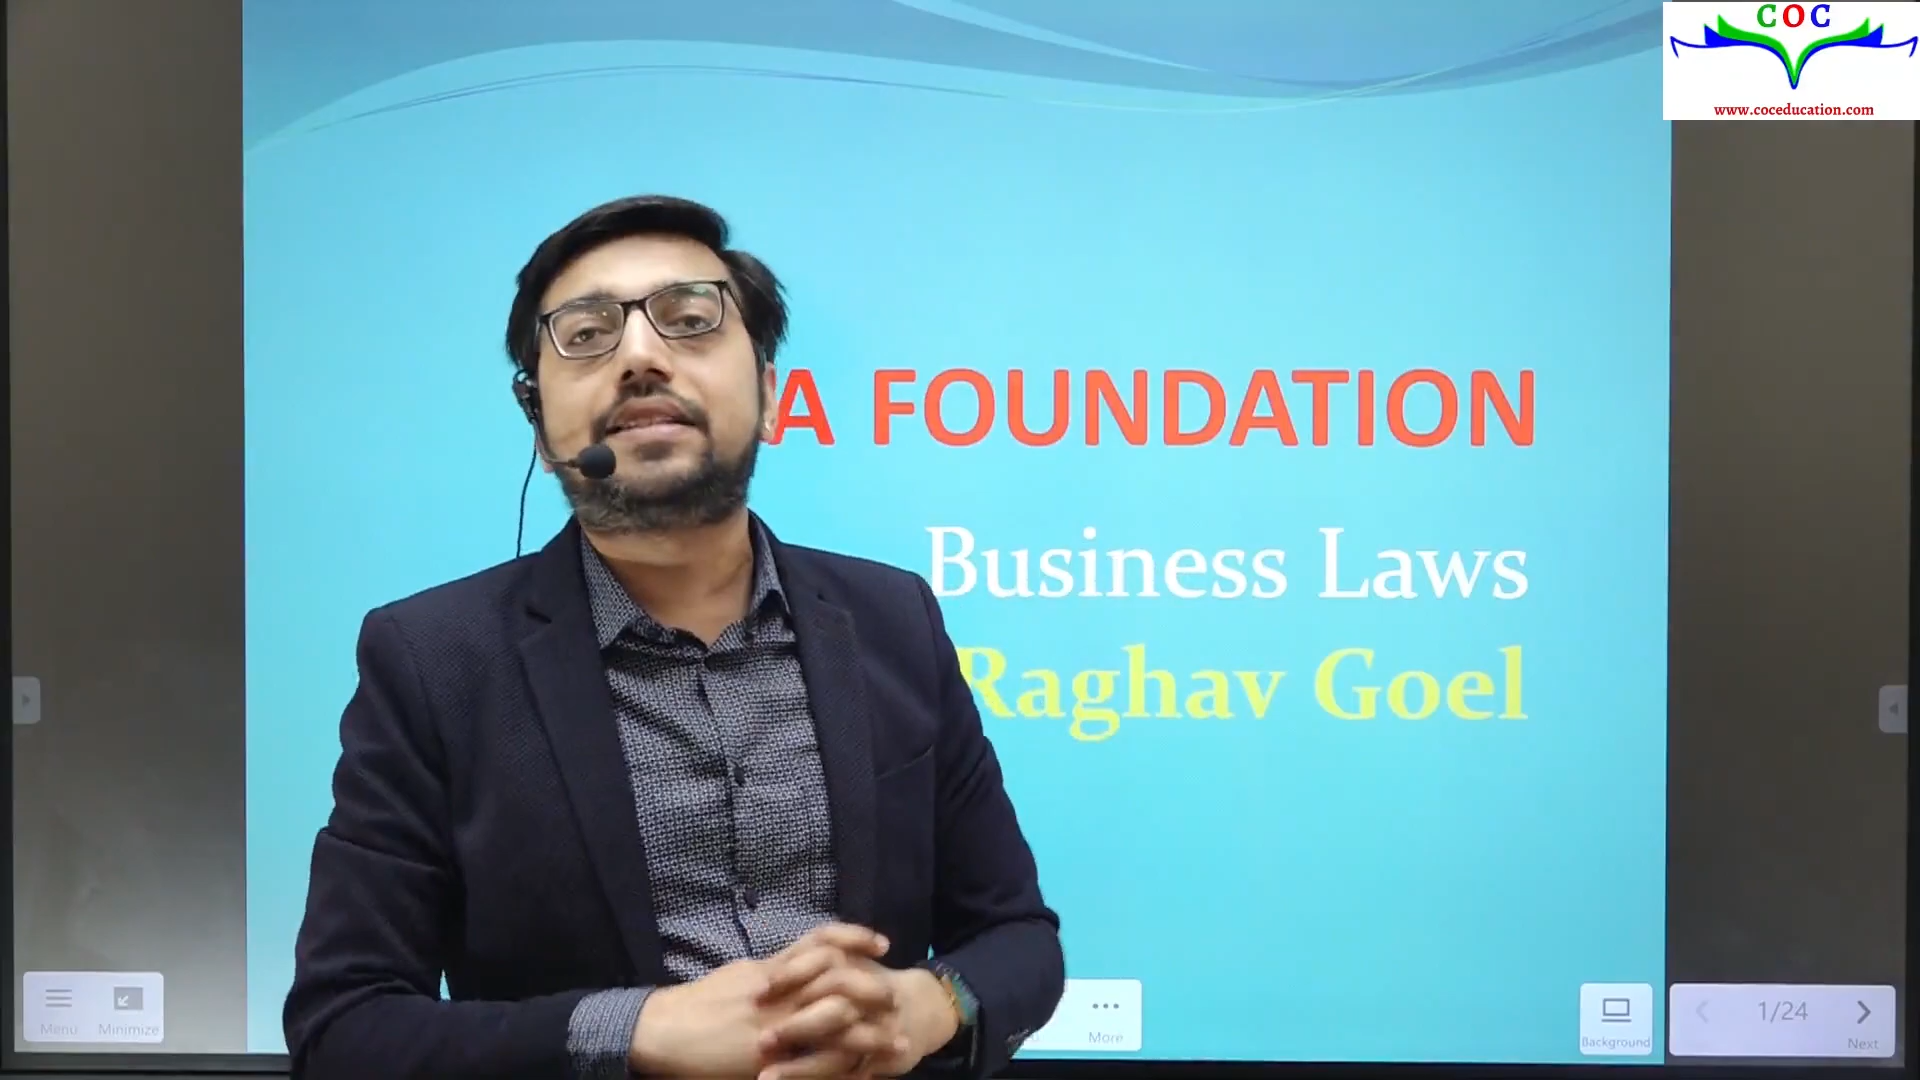 COC
www.coceducation.com
A FOUNDATION
Business Laws
Raghav Goel
Menu
Minimize
More
Background
1/24
Next